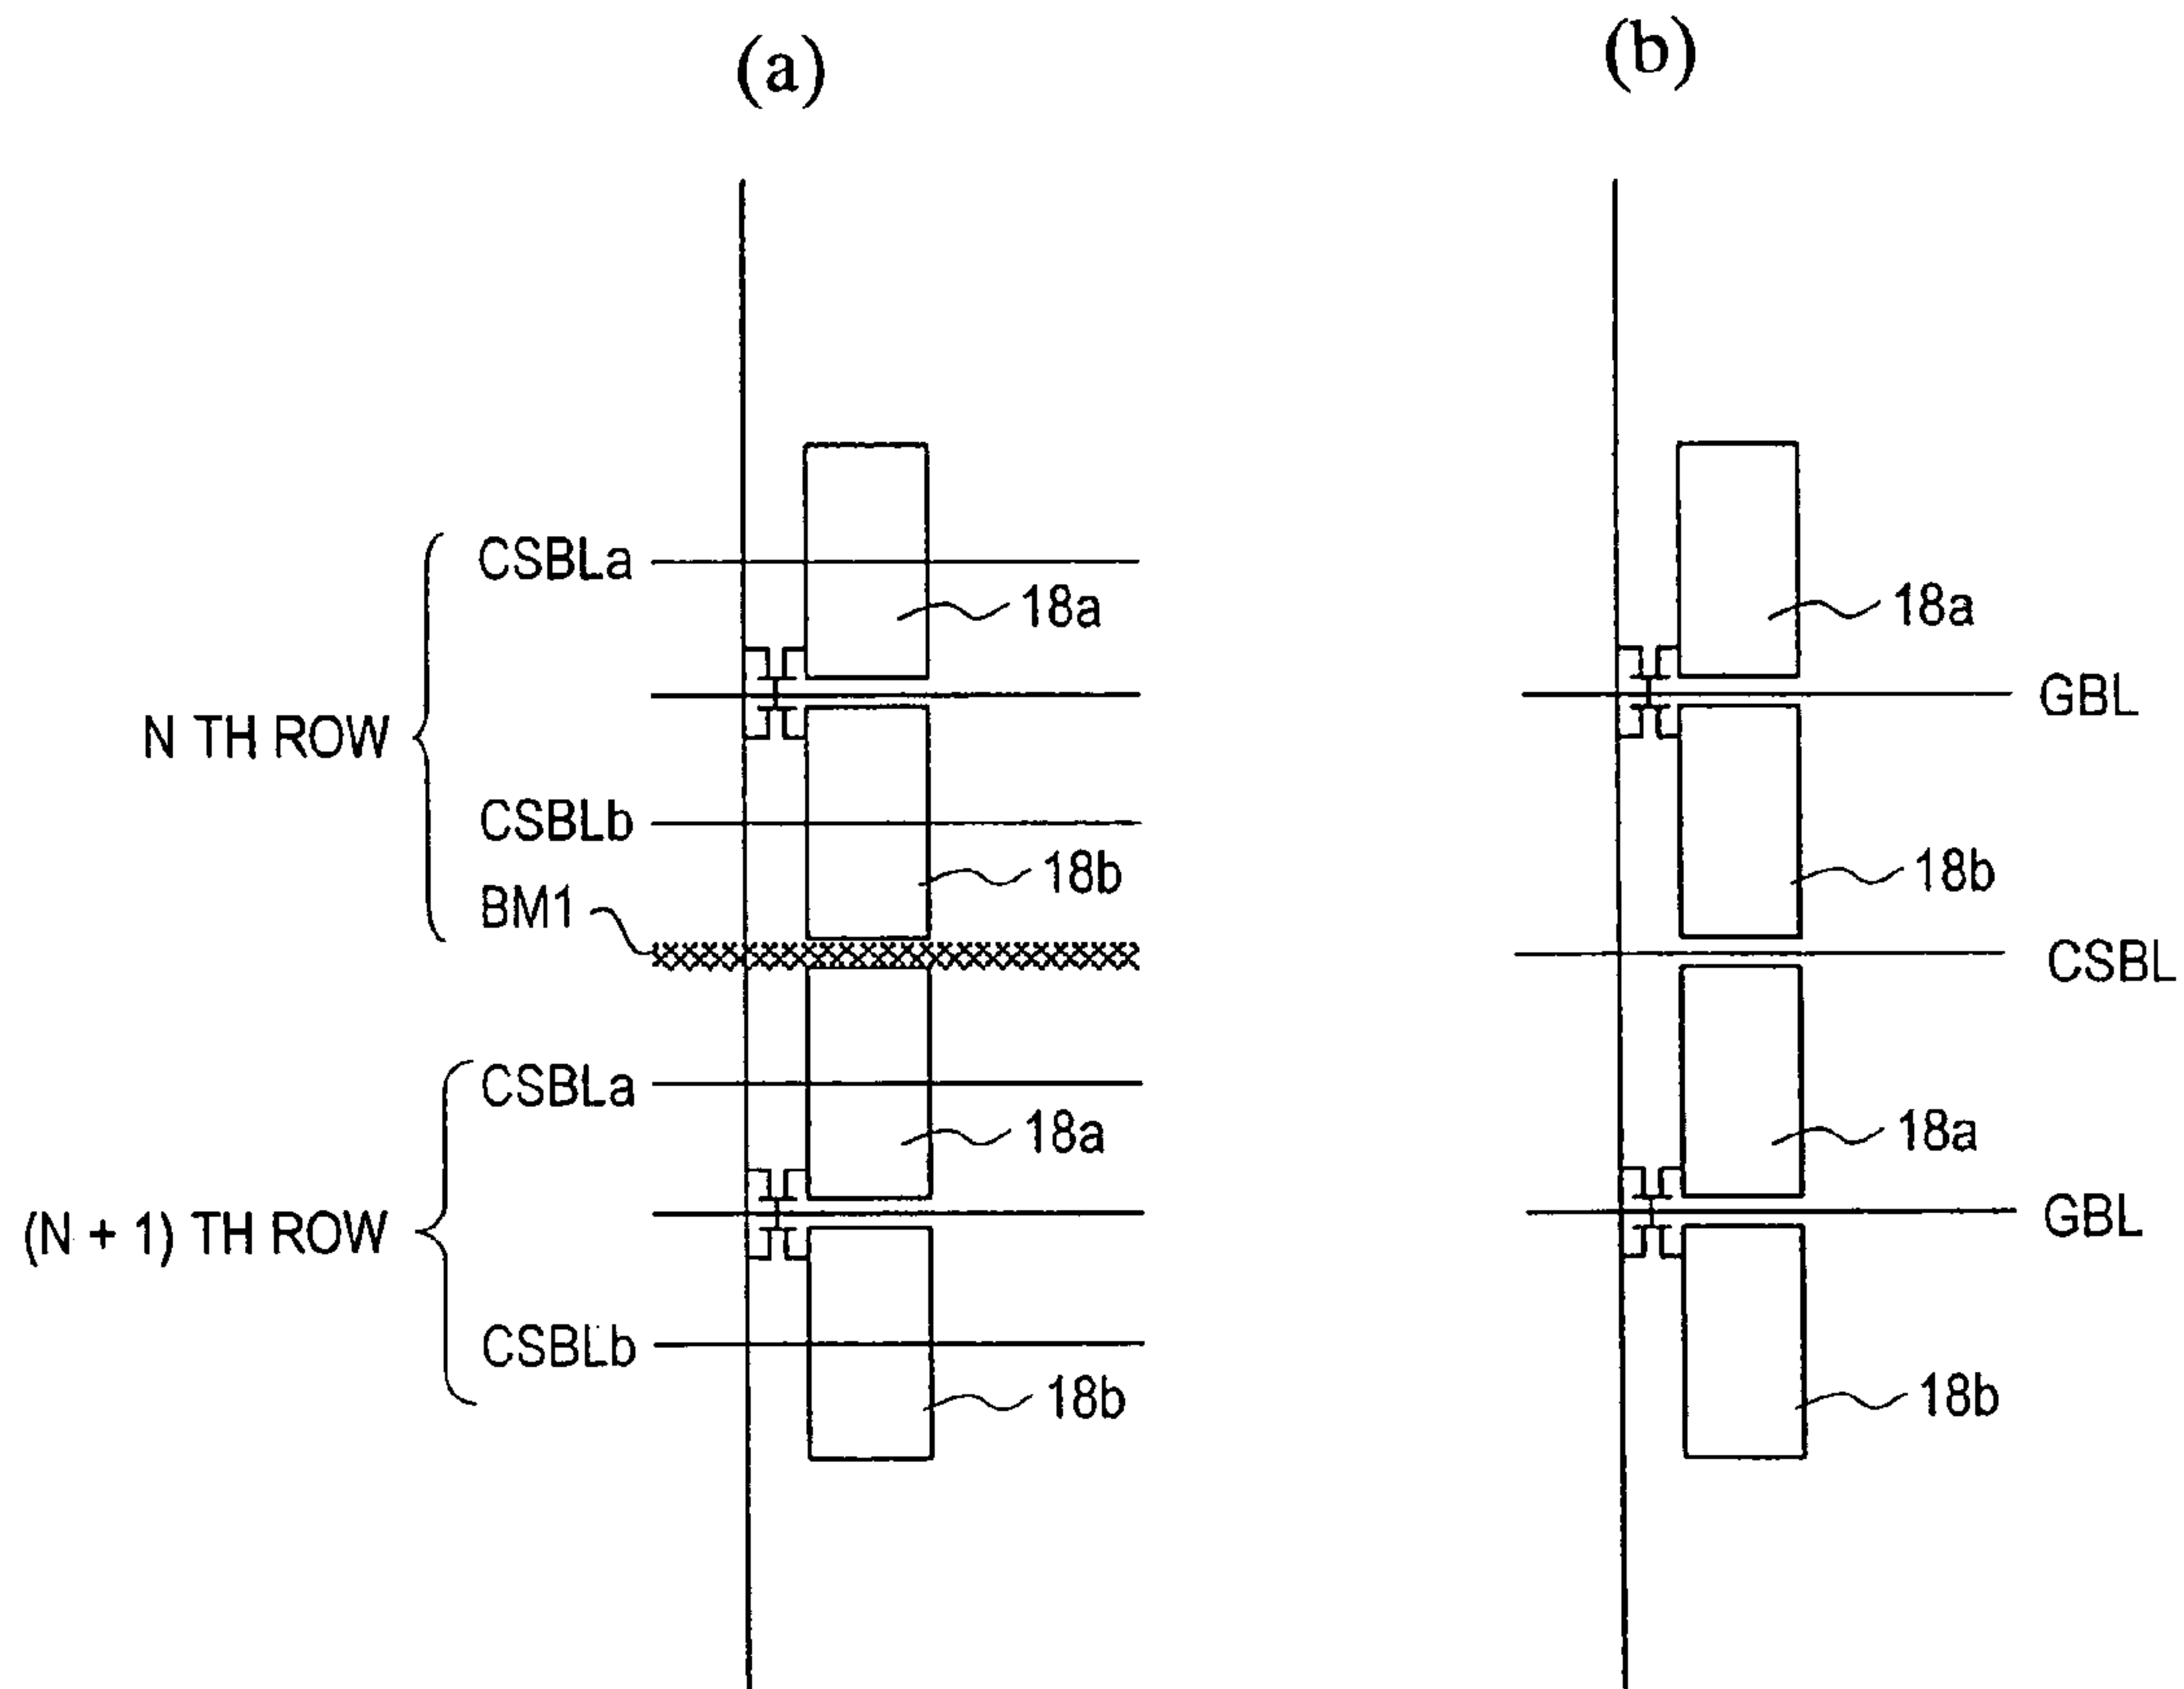 (a)
CSBLa
18a
N TH ROW
CSBLb
18b
BM1
CSBLa
18a
(N + 1) TH ROW
CSBLb
18b
(b)
18a
GBL
18b
CSBL
18a
GBL
18b